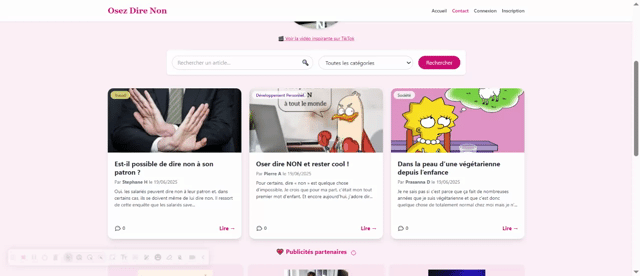 Osez Dire Non
Accueil Contact Connexion Inscription
Voir la vidéo inspirante sur TikTok
Rechercher un article... Toutes les catégories Rechercher
Travail
Développement Personnel
N
à tout le monde
Société
Est-il possible de dire non à son
patron ?
Par Stephane H le 19/06/2025
Oui, les salariés peuvent dire non à leur patron et, dans
certains cas, ils se doivent même de lui dire non. Il ressort
de cette enquête que les salariés save...
0 Lire →
Oser dire NON et rester cool !
Par Pierre A le 19/06/2025
Pour certains, dire « non » est quelque chose
d'impossible. Je crois que pour ma part, c'était mon tout
premier mot d'enfant. Et encore aujourd'hui, j'adore de...
0 Lire →
Dans la peau d'une végétarienne
depuis l'enfance
Par Prasanna D le 19/06/2025
Je ne sais pas si c'est parce que ça fait de nombreuses
années que je suis végétarienne et que c'est donc
quelque chose de totalement normal chez moi mais je n'...
0 Lire →
Publicités partenaires